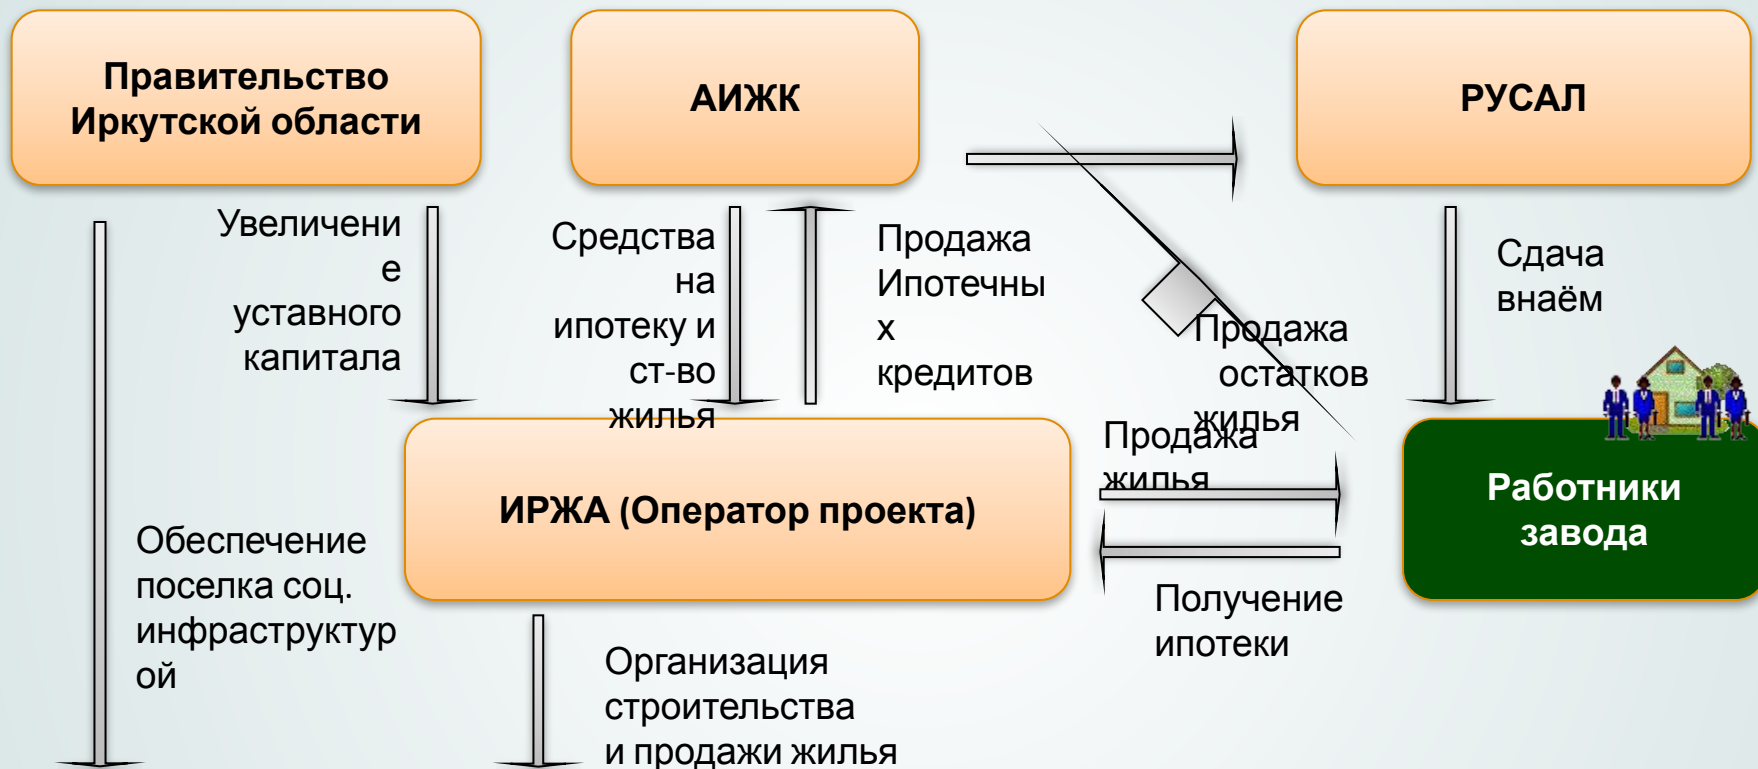 Правительство
Иркутской области
АИЖК
РУСАЛ
Увеличени
е
уставного
капитала
Средства
на
ипотеку и
ст-во
жилья
Продажа
Ипотечны
х
кредитов
Продажа
остатков
жилья
Сдача
внаём
ИРЖА (Оператор проекта)
Продажа
жилья
Работники
завода
Обеспечение
поселка соц.
инфраструктур
ой
Получение
ипотеки
Организация
строительства
и продажи жилья